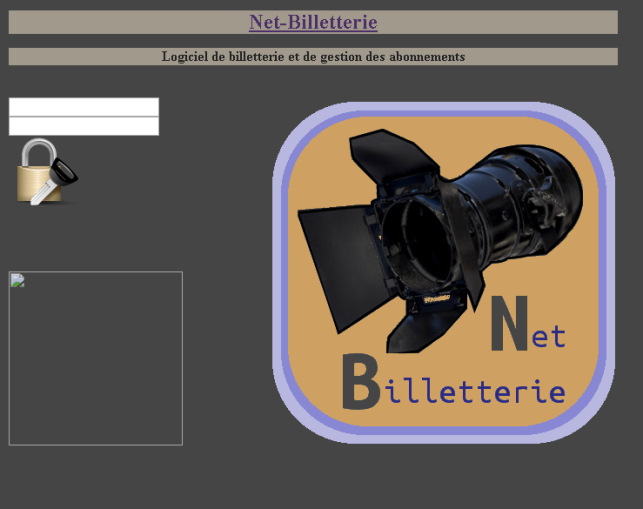 Net-Billetterie
Logiciel de billetterie et de gestion des abonnements
Net
Billetterie